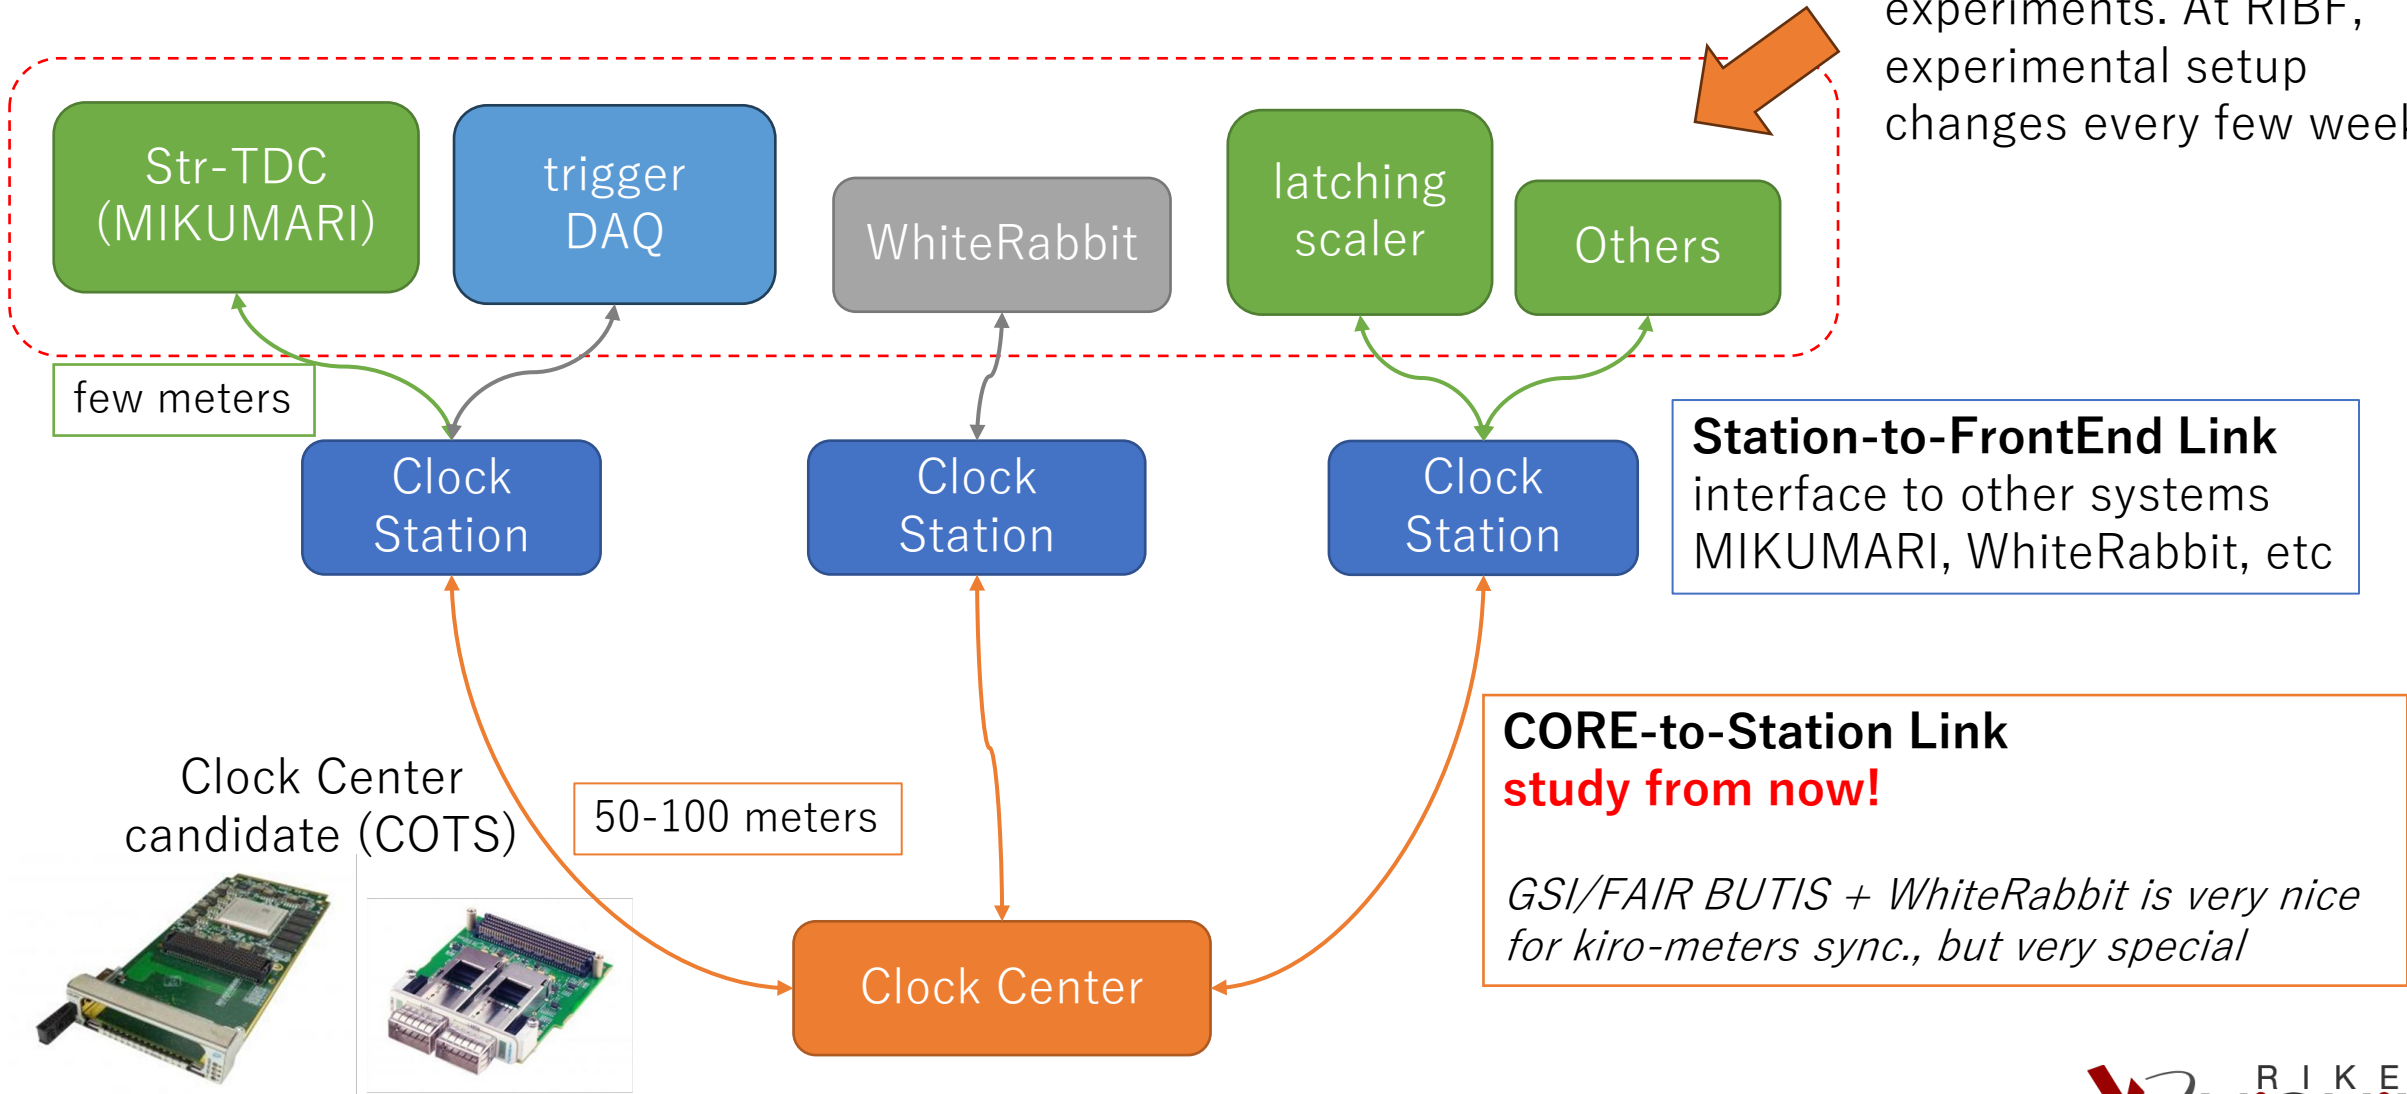 experiments. At RIBF,
experimental setup
changes every few week
Str-TDC
(MIKUMARI)
trigger
DAQ
WhiteRabbit
latching
scaler
Others
few meters
Clock
Station
Clock
Station
Clock
Station
Station-to-FrontEnd Link
interface to other systems
MIKUMARI, WhiteRabbit, etc
CORE-to-Station Link
study from now!
GSI/FAIR BUTIS + WhiteRabbit is very nice
for kiro-meters sync., but very special
Clock Center
candidate (COTS)
50-100 meters
Clock Center
RIKE